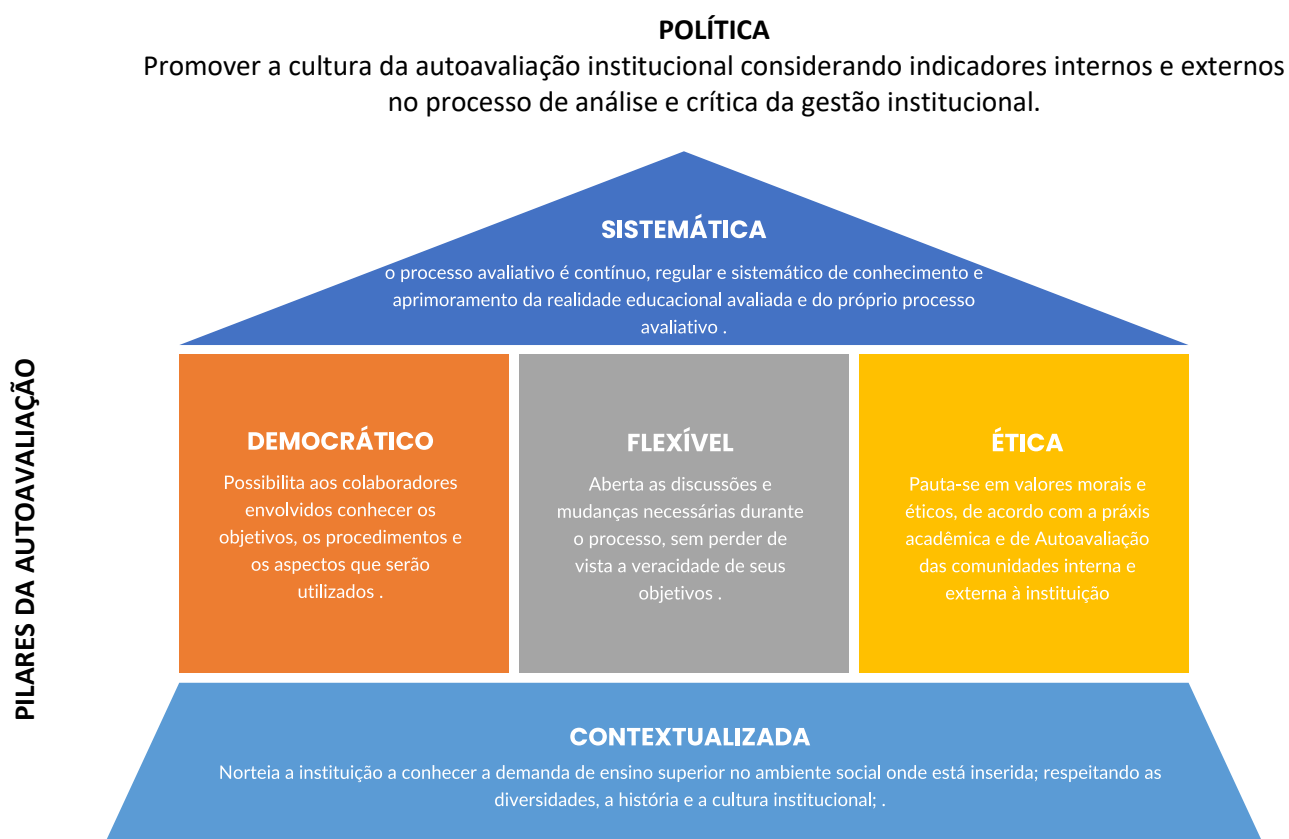 POLÍTICA
Promover a cultura da autoavaliação institucional considerando indicadores internos e externos
no processo de análise e crítica da gestão institucional.
PILARES DA AUTOAVALIAÇÃO
SISTEMÁTICA
o processo avaliativo é contínuo, regular e sistemático de conhecimento e
aprimoramento da realidade educacional avaliada e do próprio processo
avaliativo .
DEMOCRÁTICO
Possibilita aos colaboradores
envolvidos conhecer os
objetivos, os procedimentos e
os aspectos que serão
utilizados .
FLEXÍVEL
Aberta as discussões e
mudanças necessárias durante
o processo, sem perder de
vista a veracidade de seus
objetivos .
ÉTICA
Pauta-se em valores morais e
éticos, de acordo com a práxis
acadêmica e de Autoavaliação
das comunidades interna e
externa à instituição
CONTEXTUALIZADA
Norteia a instituição a conhecer a demanda de ensino superior no ambiente social onde está inserida; respeitando as
diversidades, a história e a cultura institucional; .